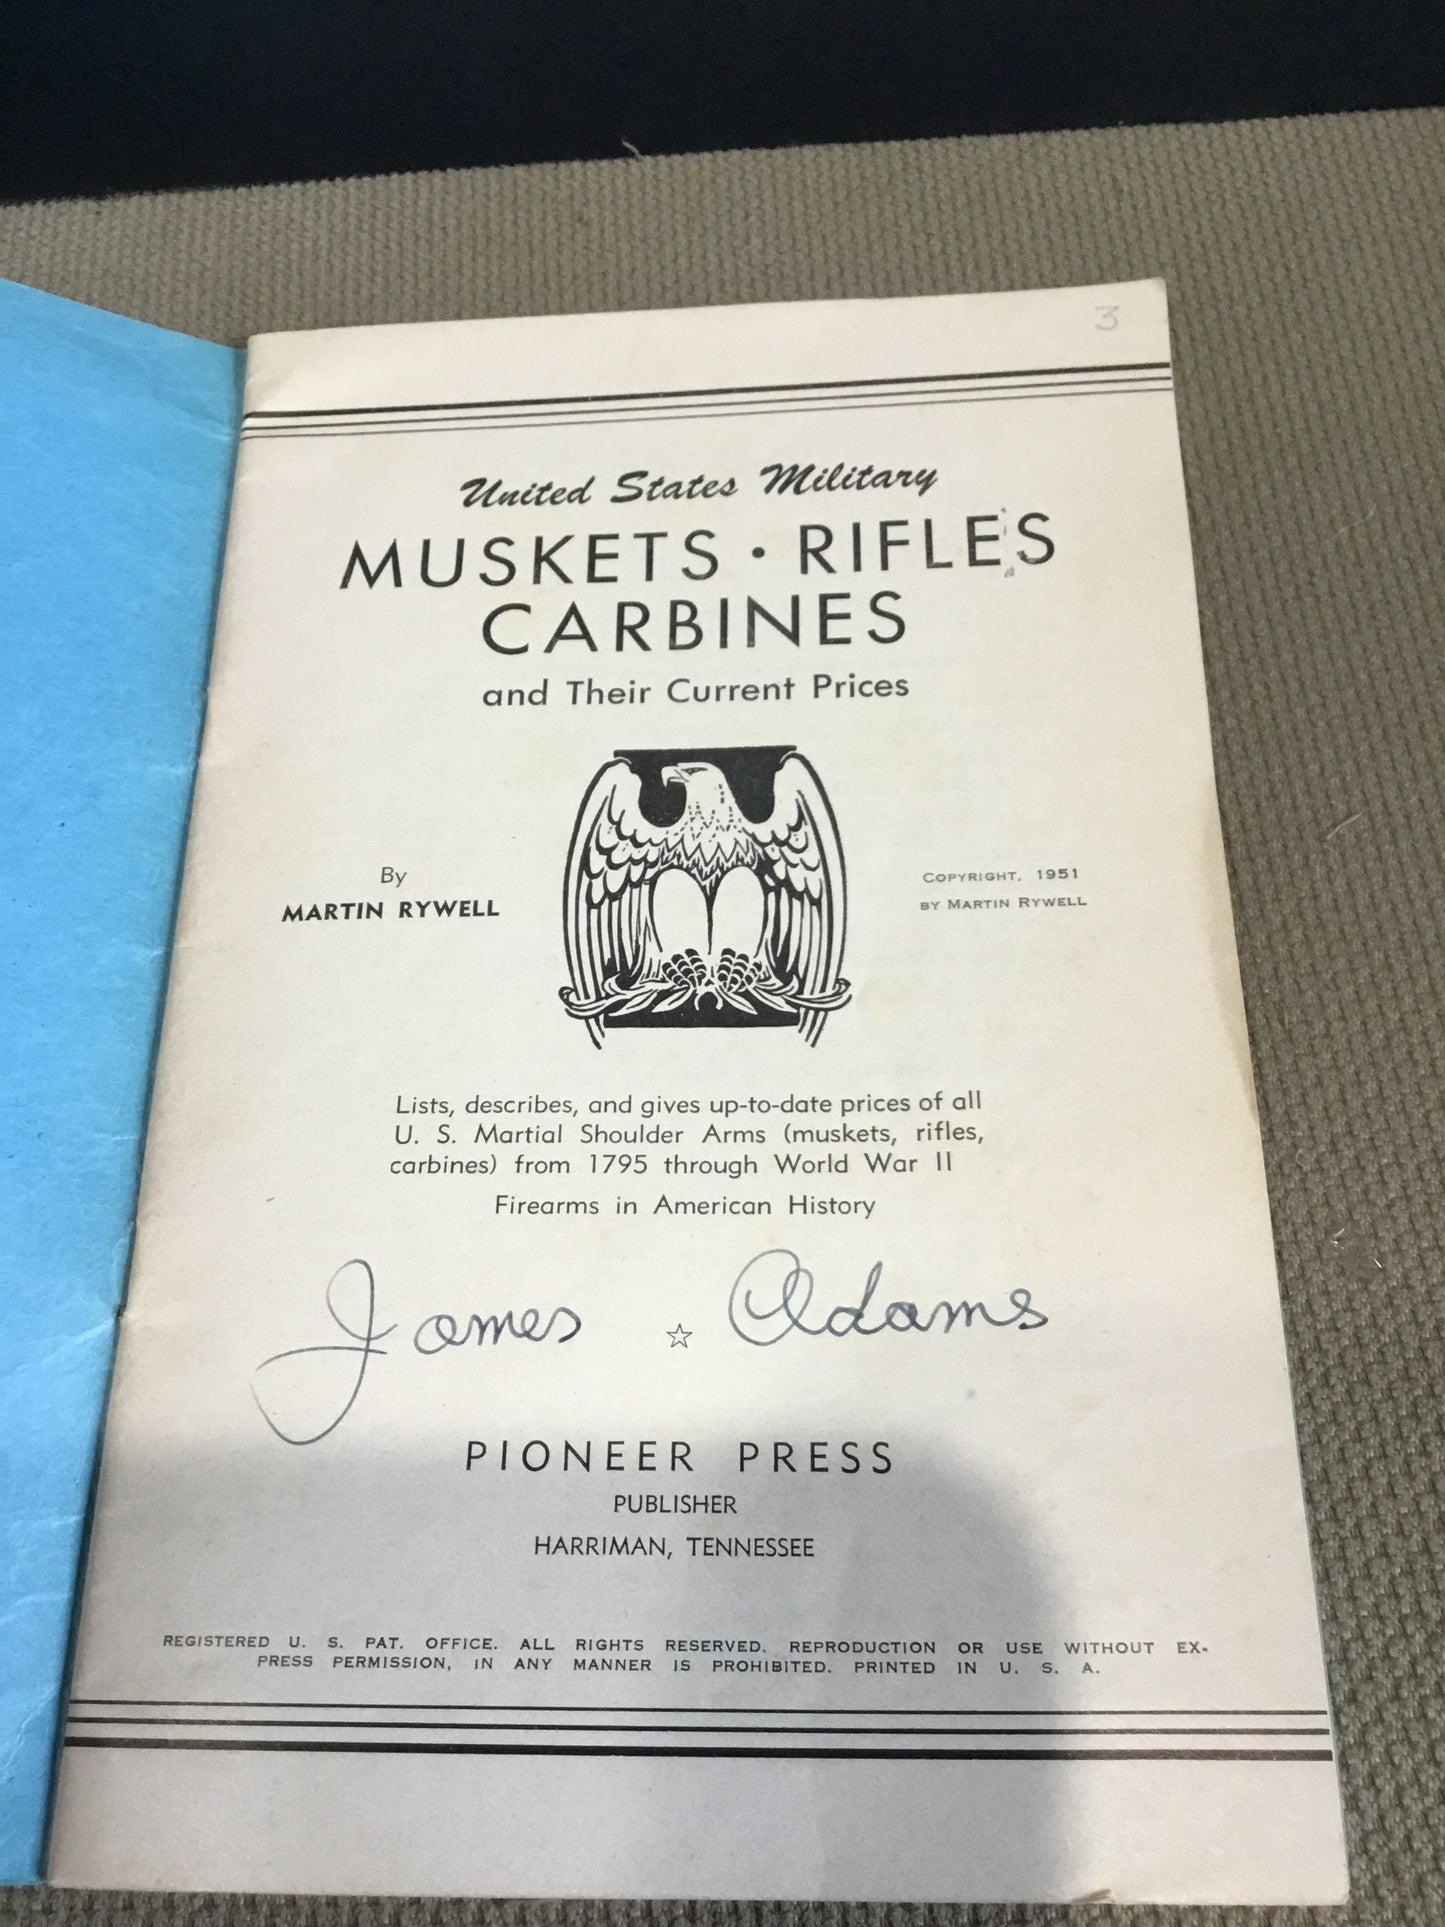 3
United States Military
MUSKETS · RIFLES
CARBINES
and Their Current Prices
By
MARTIN RYWELL
COPYRIGHT, 1951
BY MARTIN RYWELL
Lists, describes, and gives up-to-date prices of all
U. S. Martial Shoulder Arms (muskets, rifles,
carbines) from 1795 through World War II
Firearms in American History
James ☆ Adams
PIONEER PRESS
PUBLISHER
HARRIMAN, TENNESSEE
REGISTERED U. S. PAT. OFFICE. ALL RIGHTS RESERVED. REPRODUCTION OR USE WITHOUT EX-
PRESS PERMISSION, IN ANY MANNER IS PROHIBITED. PRINTED IN U. S. A.